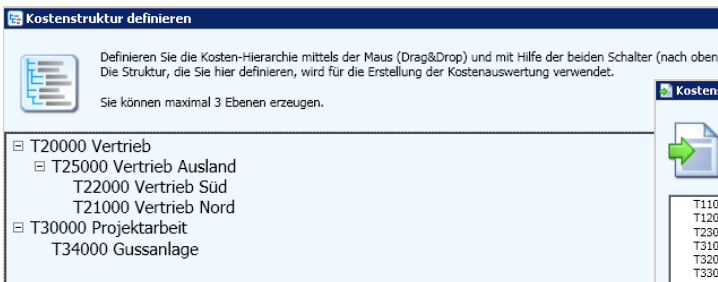 Kostenstruktur definieren
Definieren Sie die Kosten-Hierarchie mittels der Maus (Drag&Drop) und mit Hilfe der beiden Schalter (nach oben
Die Struktur, die Sie hier definieren, wird für die Erstellung der Kostenauswertung verwendet.
Sie können maximal 3 Ebenen erzeugen.
Kostens
T20000 Vertrieb
T25000 Vertrieb Ausland
T22000 Vertrieb Süd
T21000 Vertrieb Nord
T30000 Projektarbeit
T34000 Gussanlage
T110
T120
T230
T310
T320
T330